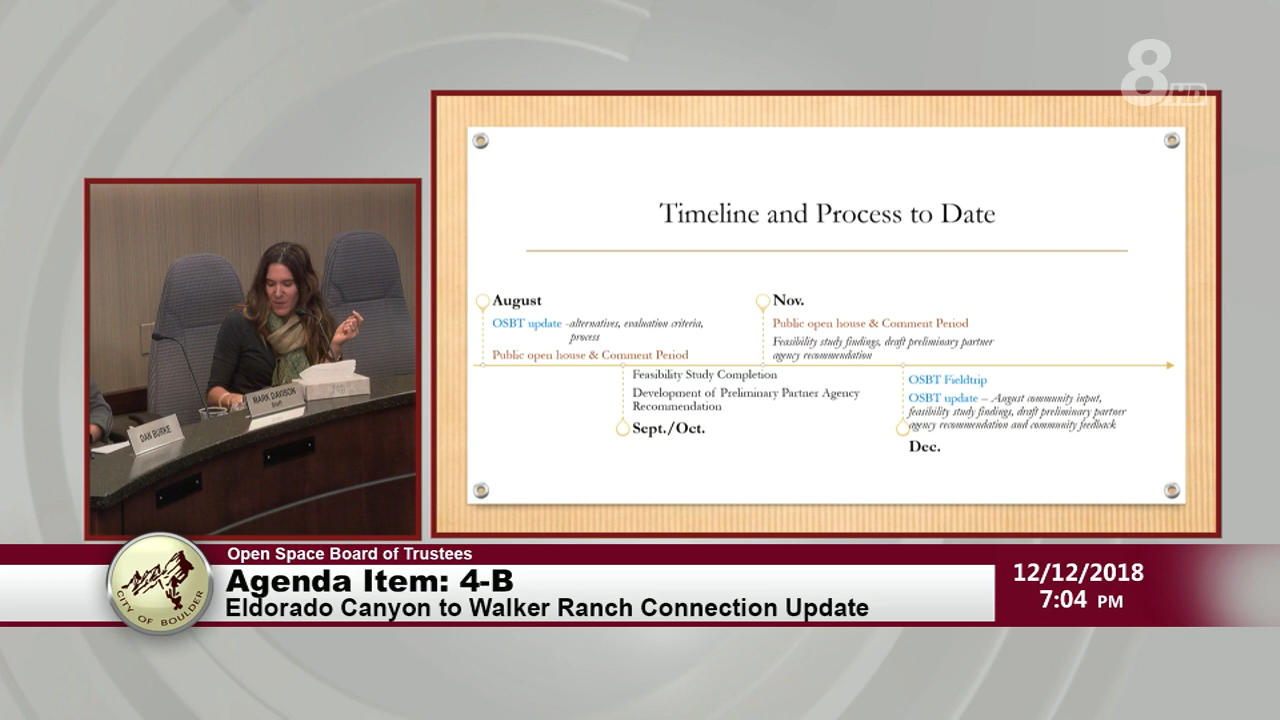 8 HD
Timeline and Process to Date
August
OSBT update -alternatives, evaluation criteria,
process
Public open house & Comment Period
Nov.
Public open house & Comment Period
Feasibility study findings, draft preliminary partner
agency recommendation
Feasibility Study Completion
Development of Preliminary Partner Agency
Recommendation
Sept./Oct.
OSBT Fieldtrip
OSBT update – August community input,
feasibility study findings, draft preliminary partner
agency recommendation and community feedback
Dec.
MARK DAVISON
Staff
DAN BURKE
CITY OF BOULDER
Open Space Board of Trustees
Agenda Item: 4-B
Eldorado Canyon to Walker Ranch Connection Update
12/12/2018
7:04 PM